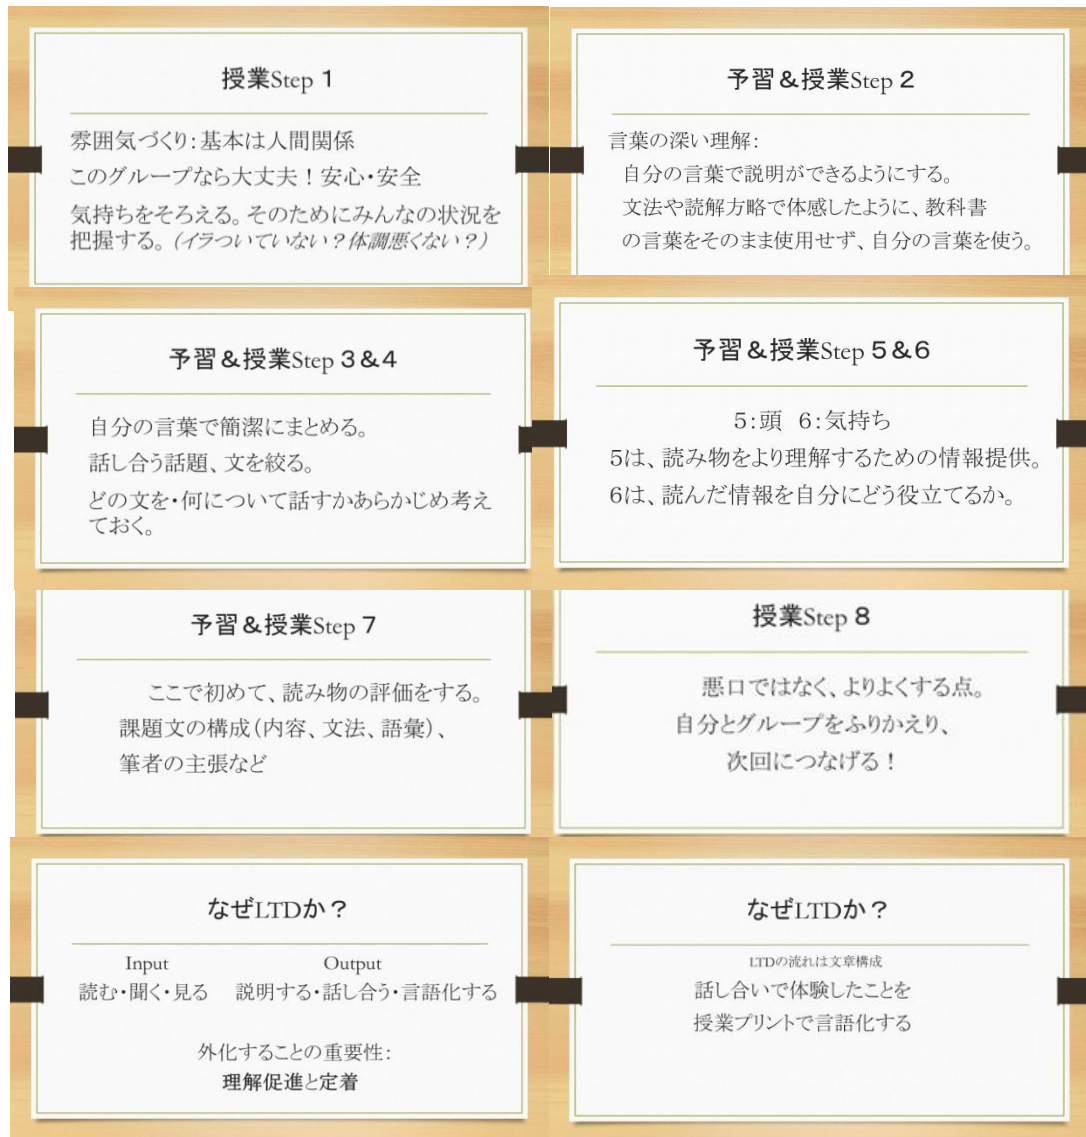 授業Step 1
雰囲気づくり：基本は人間関係
このグループなら大丈夫！安心・安全
気持ちをそろえる。そのためにみんなの状況を
把握する。(イラついていない？体調悪くない？)
予習＆授業Step 2
言葉の深い理解：
自分の言葉で説明ができるようにする。
文法や読解方略で体感したように、教科書
の言葉をそのまま使用せず、自分の言葉を使う。
予習＆授業Step 3＆4
自分の言葉で簡潔にまとめる。
話し合う話題、文を絞る。
どの文を・何について話すかあらかじめ考え
ておく。
予習＆授業Step 5＆6
5：頭　6：気持ち
5は、読み物をより理解するための情報提供。
6は、読んだ情報を自分にどう役立てるか。
予習＆授業Step 7
ここで初めて、読み物の評価をする。
課題文の構成（内容、文法、語彙）、
筆者の主張など
授業Step 8
悪口ではなく、よりよくする点。
自分とグループをふりかえり、
次回につなげる！
なぜLTDか？
Input　Output
読む・聞く・見る　説明する・話し合う・言語化する
外化することの重要性：
理解促進と定着
なぜLTDか？
LTDの流れは文章構成
話し合いで体験したことを
授業プリントで言語化する